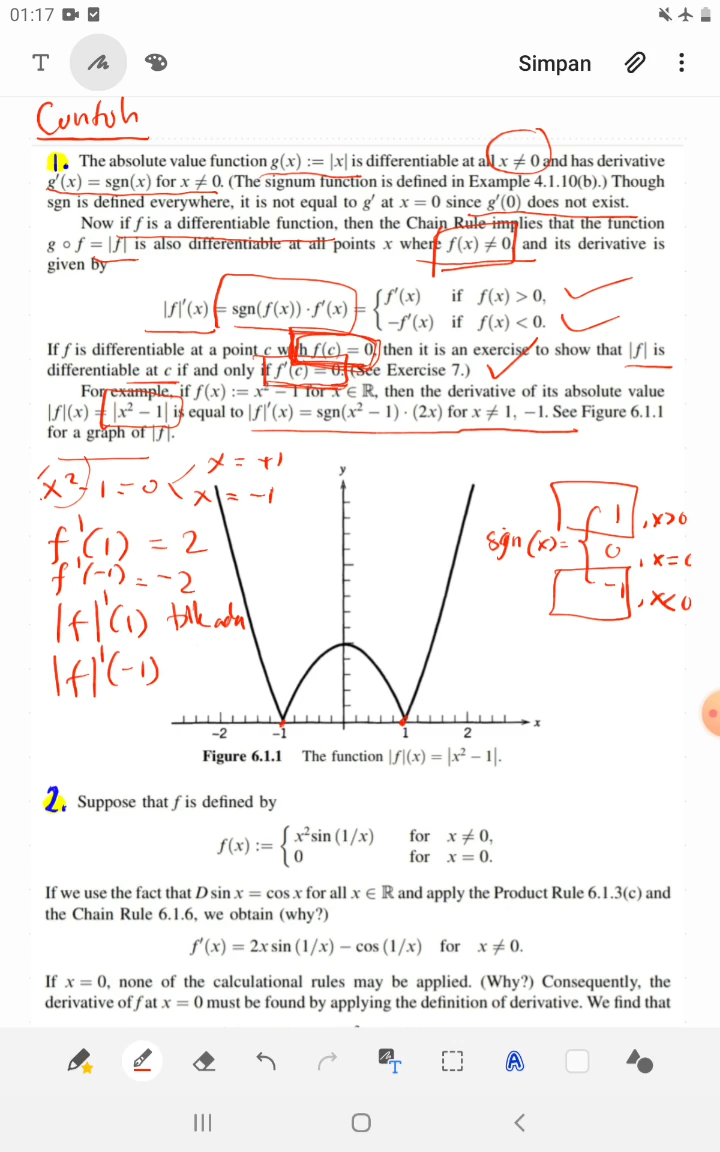 01:17
T
Simpan
Contoh
1. The absolute value function g(x) := |x| is differentiable at all x ≠ 0 and has derivative
g′(x) = sgn(x) for x ≠ 0. (The signum function is defined in Example 4.1.10(b).) Though
sgn is defined everywhere, it is not equal to g′ at x = 0 since g′(0) does not exist.
Now if f is a differentiable function, then the Chain Rule implies that the function
g ∘ f = |f| is also differentiable at all points x where f(x) ≠ 0, and its derivative is
given by
|f|′(x) = sgn(f(x)) · f′(x) = { f′(x) if f(x) > 0,
−f′(x) if f(x) < 0.
If f is differentiable at a point c with f(c) = 0, then it is an exercise to show that |f| is
differentiable at c if and only if f′(c) = 0. (See Exercise 7.)
For example, if f(x) := x² − 1 for x ∈ ℝ, then the derivative of its absolute value
|f|(x) = |x² − 1| is equal to |f|′(x) = sgn(x² − 1) · (2x) for x ≠ 1, −1. See Figure 6.1.1
for a graph of |f|.
x² − 1 = 0 < x = +1
x = −1
f′(1) = 2
f′(−1) = −2
|f|′(1) tdk ada
|f|′(−1)
sgn(x) = { 1, x>0
0, x=0
−1, x<0
y
−2 −1 1 2 x
Figure 6.1.1 The function |f|(x) = |x² − 1|.
2. Suppose that f is defined by
f(x) := { x² sin (1/x) for x ≠ 0,
0 for x = 0.
If we use the fact that D sin x = cos x for all x ∈ ℝ and apply the Product Rule 6.1.3(c) and
the Chain Rule 6.1.6, we obtain (why?)
f′(x) = 2x sin (1/x) − cos (1/x) for x ≠ 0.
If x = 0, none of the calculational rules may be applied. (Why?) Consequently, the
derivative of f at x = 0 must be found by applying the definition of derivative. We find that
T
A